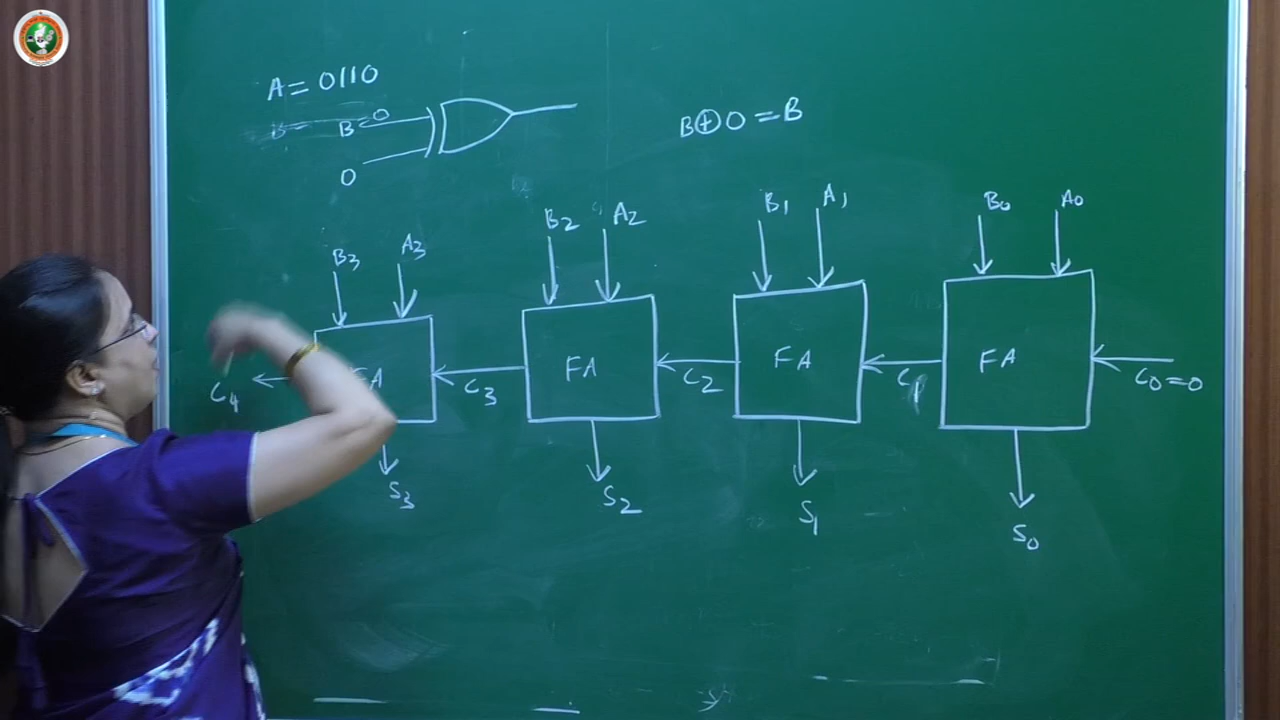 A = 0110
B 0
0
B ⊕ 0 = B
B3 A3 B2 A2 B1 A1 B0 A0
FA FA FA
C4 C3 C2 C1 C0=0
S3 S2 S1 S0